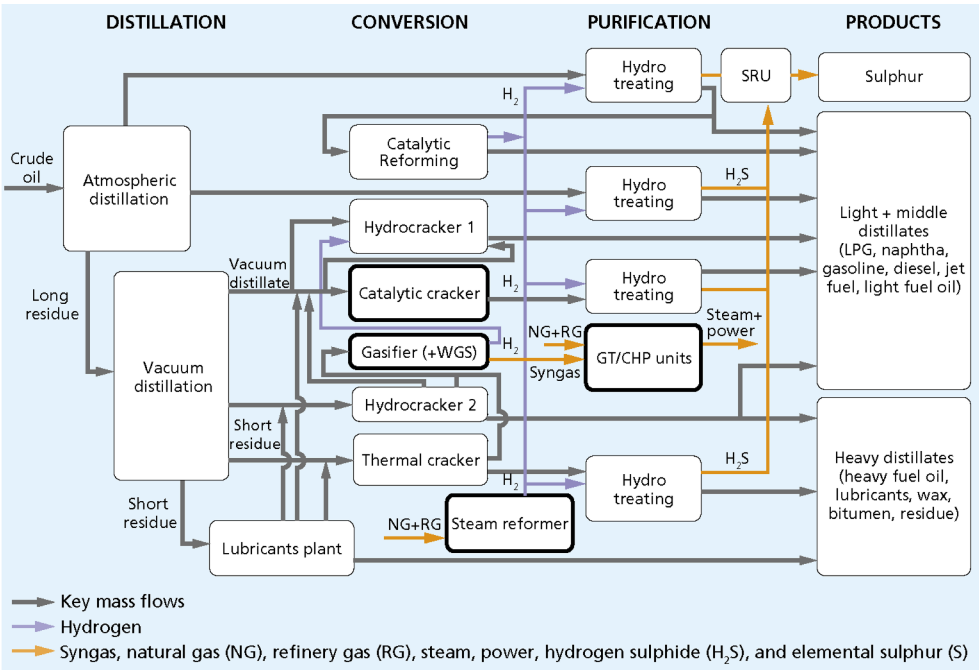 DISTILLATION
CONVERSION
PURIFICATION
PRODUCTS
Hydro
treating
SRU
Sulphur
H2
Crude
oil
Atmospheric
distillation
Catalytic
Reforming
Hydro
treating
H2S
Light + middle
distillates
(LPG, naphtha,
gasoline, diesel, jet
fuel, light fuel oil)
Hydrocracker 1
Vacuum
distillate
Long
residue
Catalytic cracker
H2
Hydro
treating
Steam+
power
NG+RG
GT/CHP units
Gasifier (+WGS)
H2
Syngas
Vacuum
distillation
Hydrocracker 2
Short
residue
Thermal cracker
H2
Hydro
treating
H2S
Heavy distillates
(heavy fuel oil,
lubricants, wax,
bitumen, residue)
Short
residue
NG+RG
Steam reformer
Lubricants plant
Key mass flows
Hydrogen
Syngas, natural gas (NG), refinery gas (RG), steam, power, hydrogen sulphide (H2S), and elemental sulphur (S)